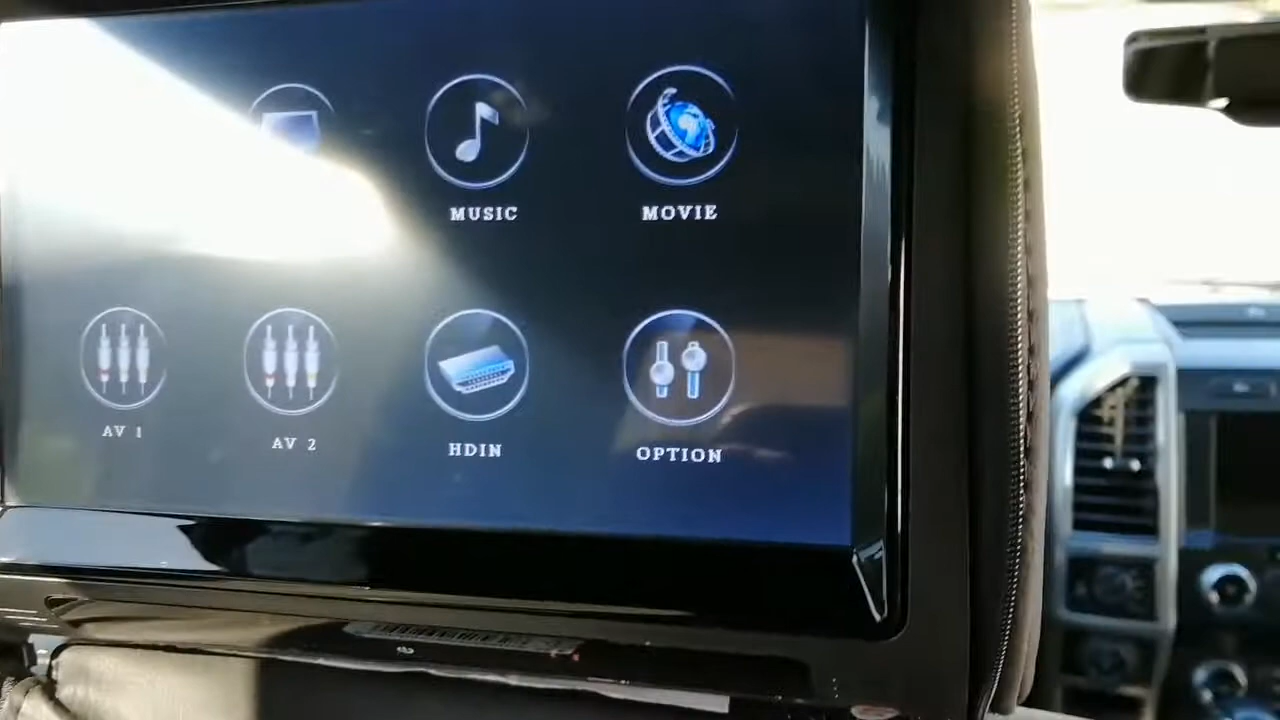 MUSIC
MOVIE
AV 1
AV 2
HDIN
OPTION